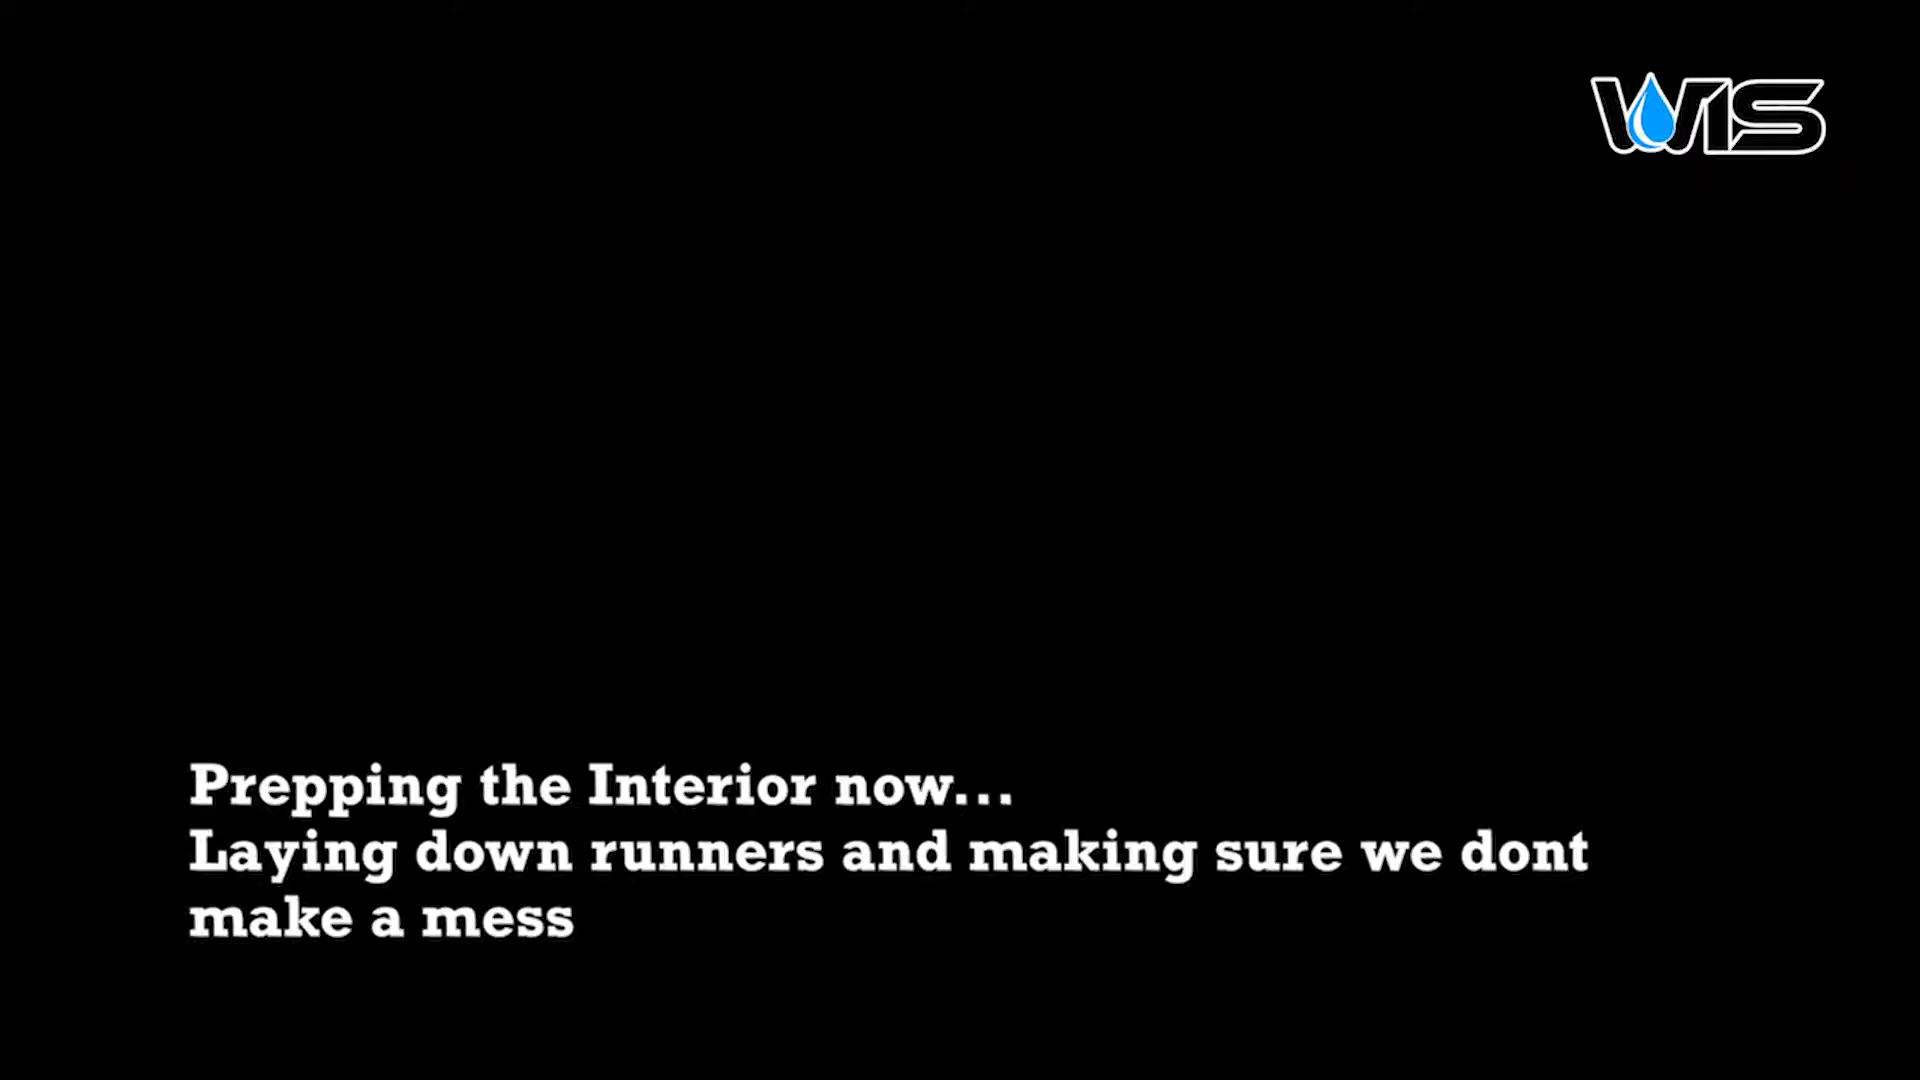 WIS
Prepping the Interior now...
Laying down runners and making sure we dont
make a mess